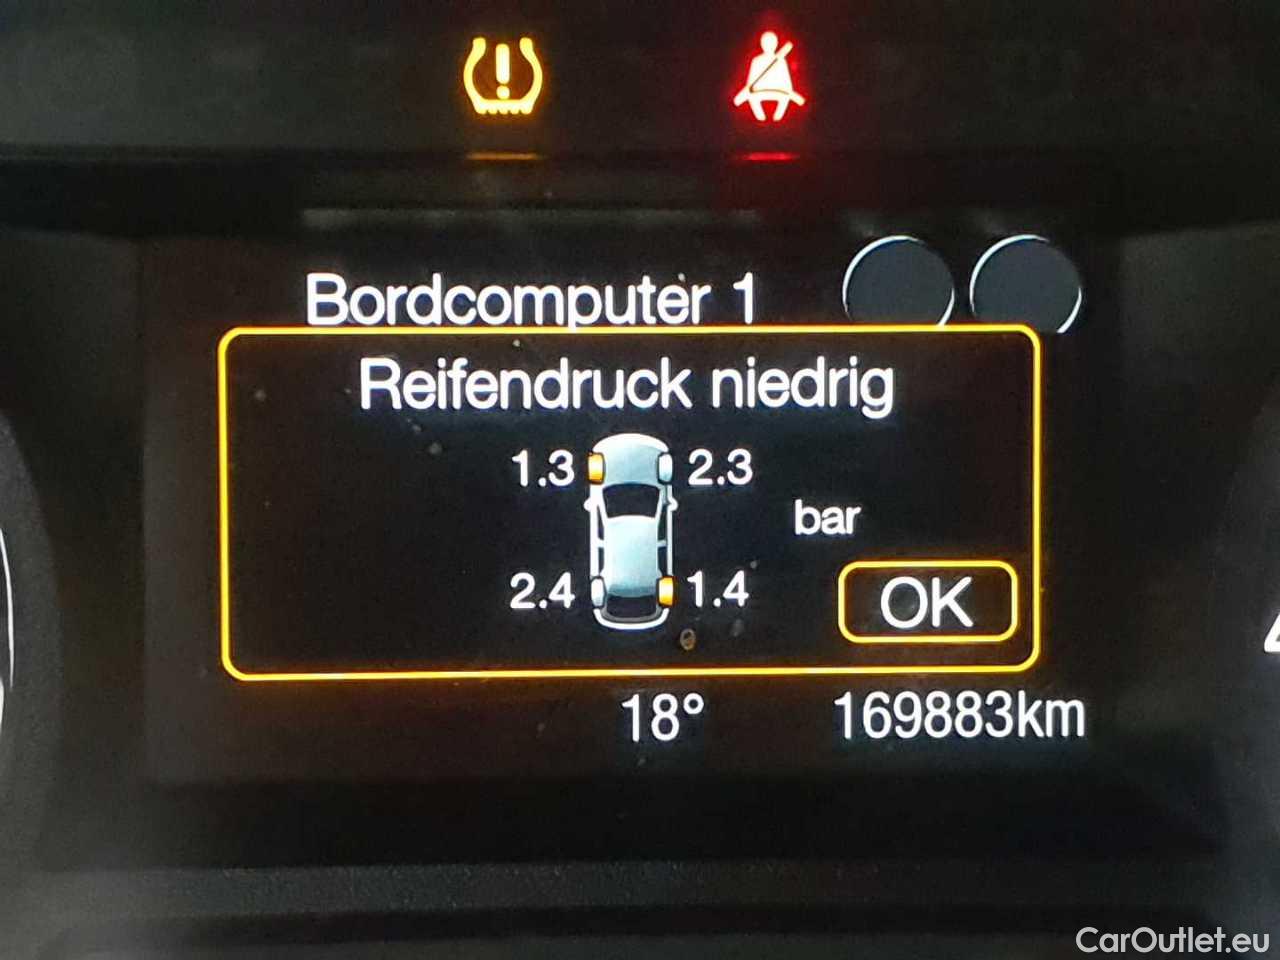 Bordcomputer 1
Reifendruck niedrig
1.3 2.3
bar
2.4 1.4
OK
18° 169883km
CarOutlet.eu